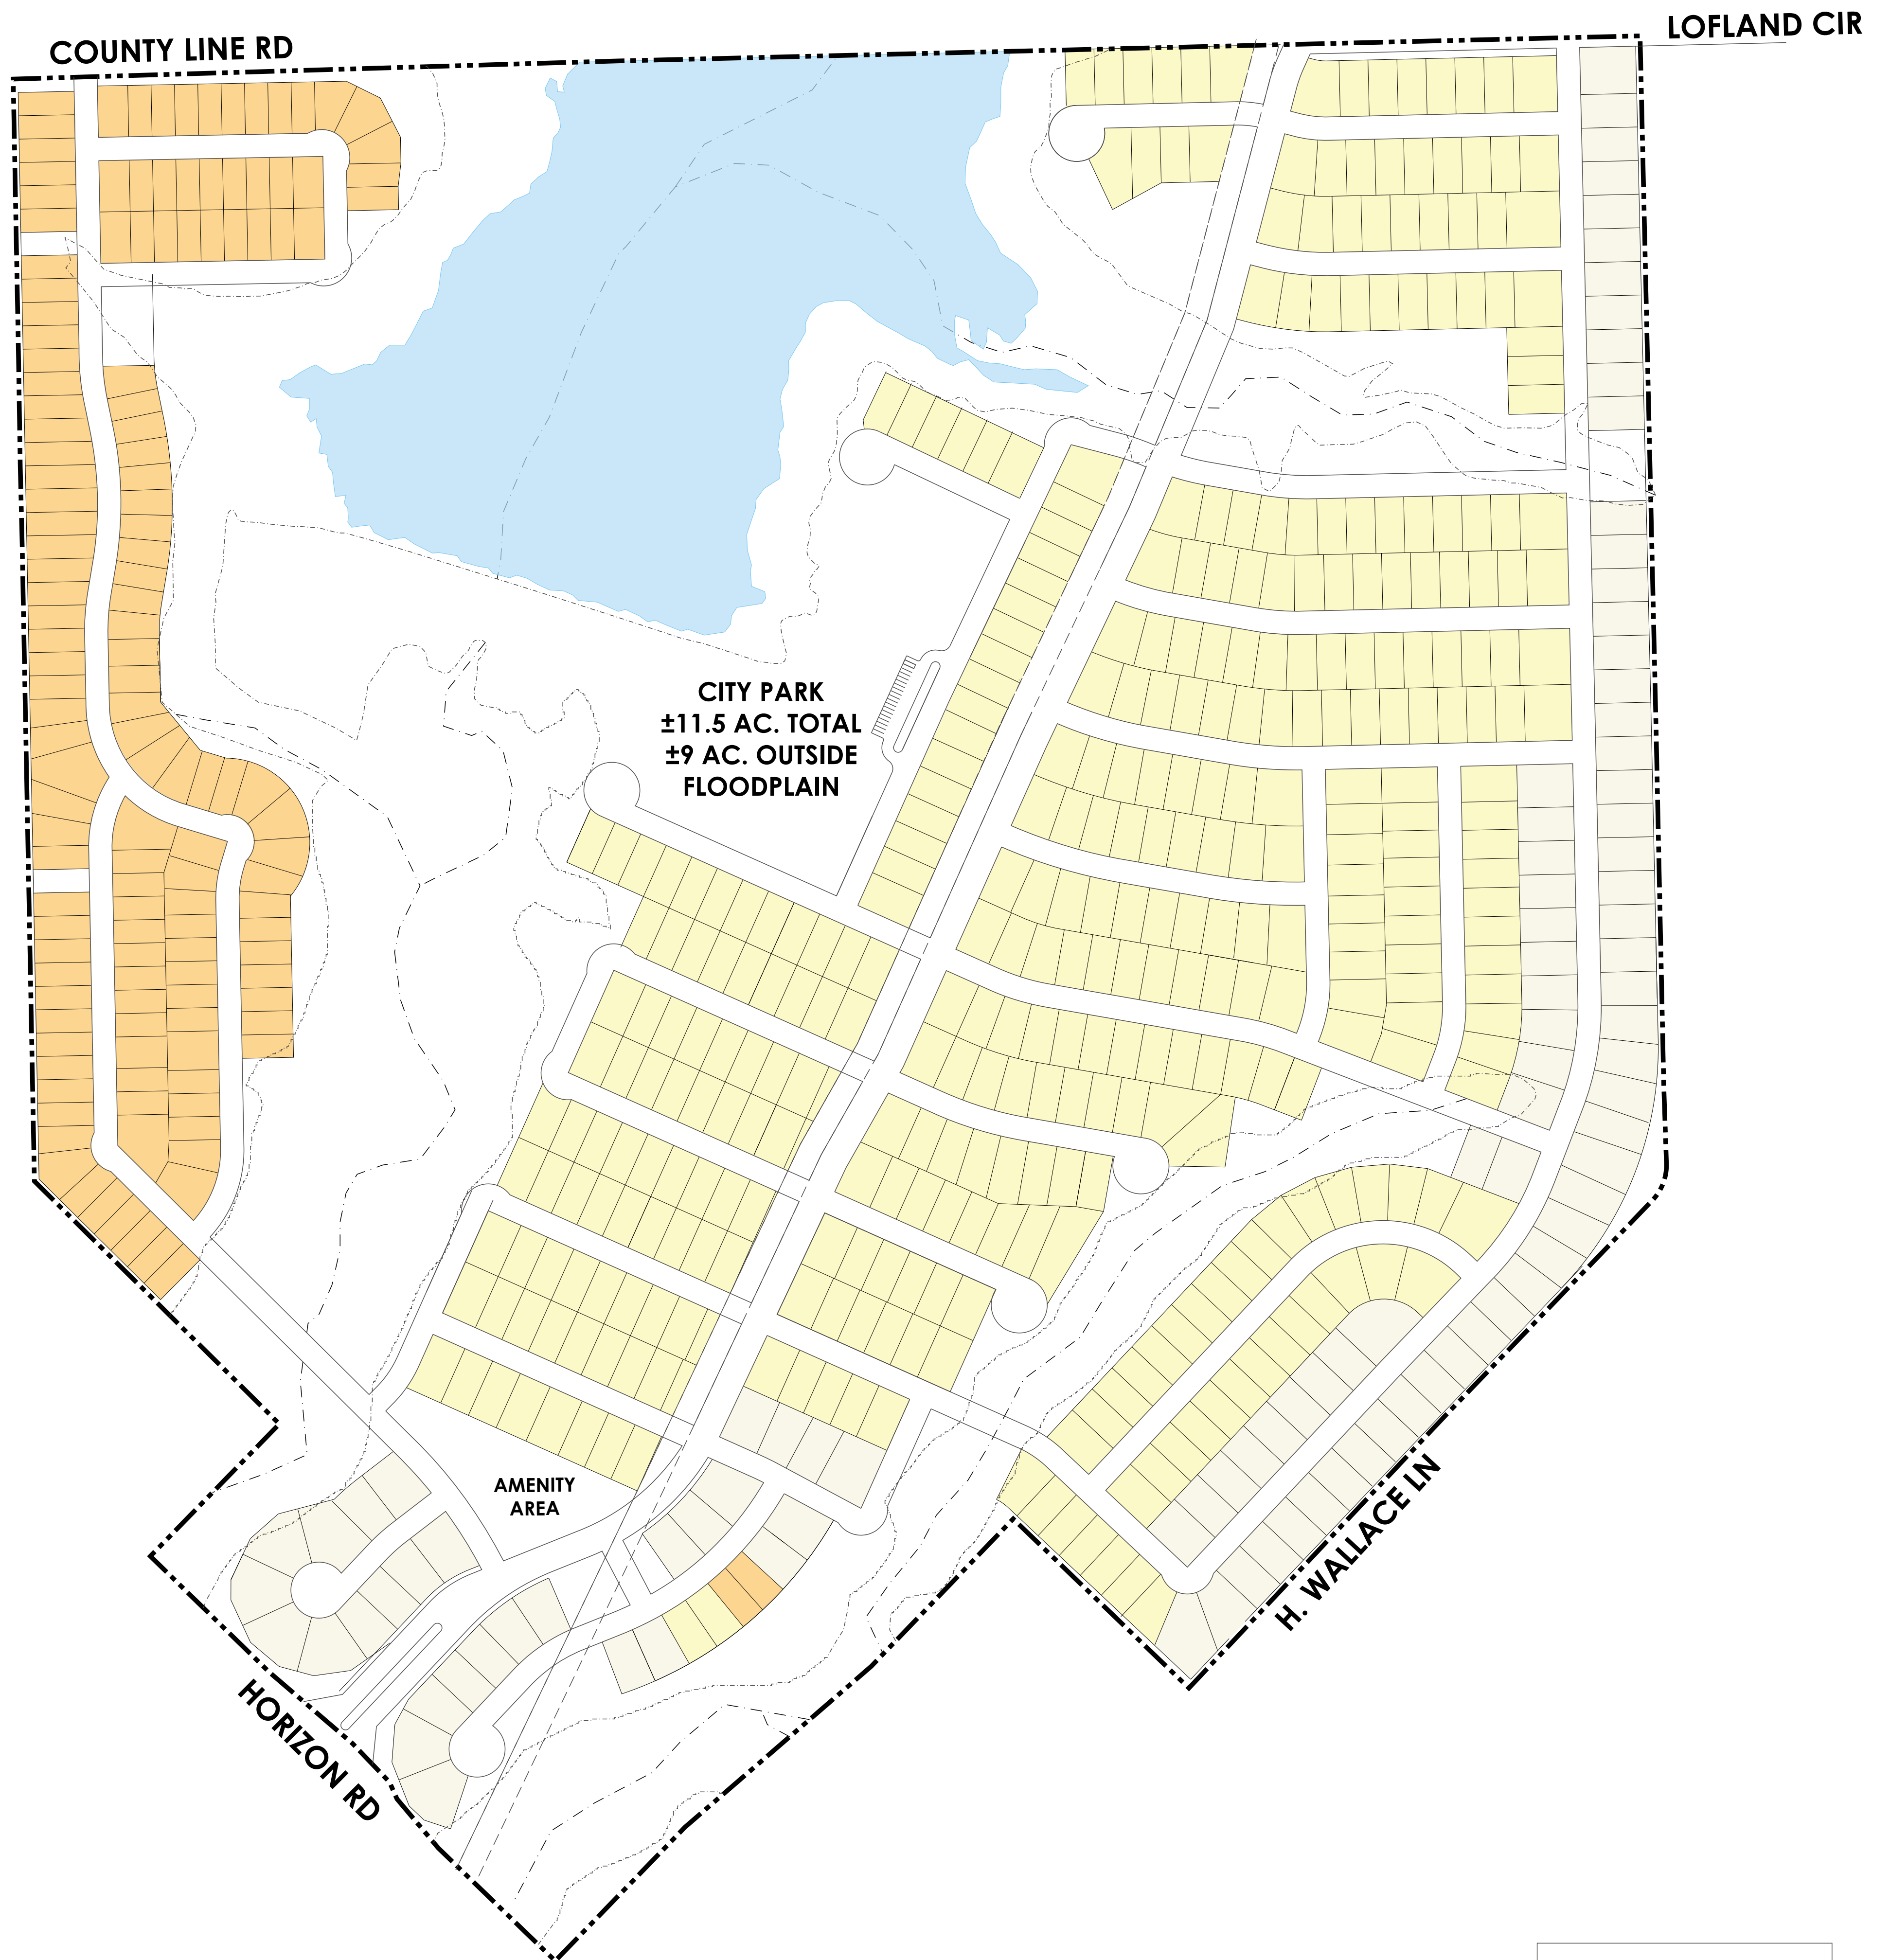 COUNTY LINE RD
LOFLAND CIR
CITY PARK
±11.5 AC. TOTAL
±9 AC. OUTSIDE
FLOODPLAIN
AMENITY
AREA
H. WALLACE LN
HORIZON RD